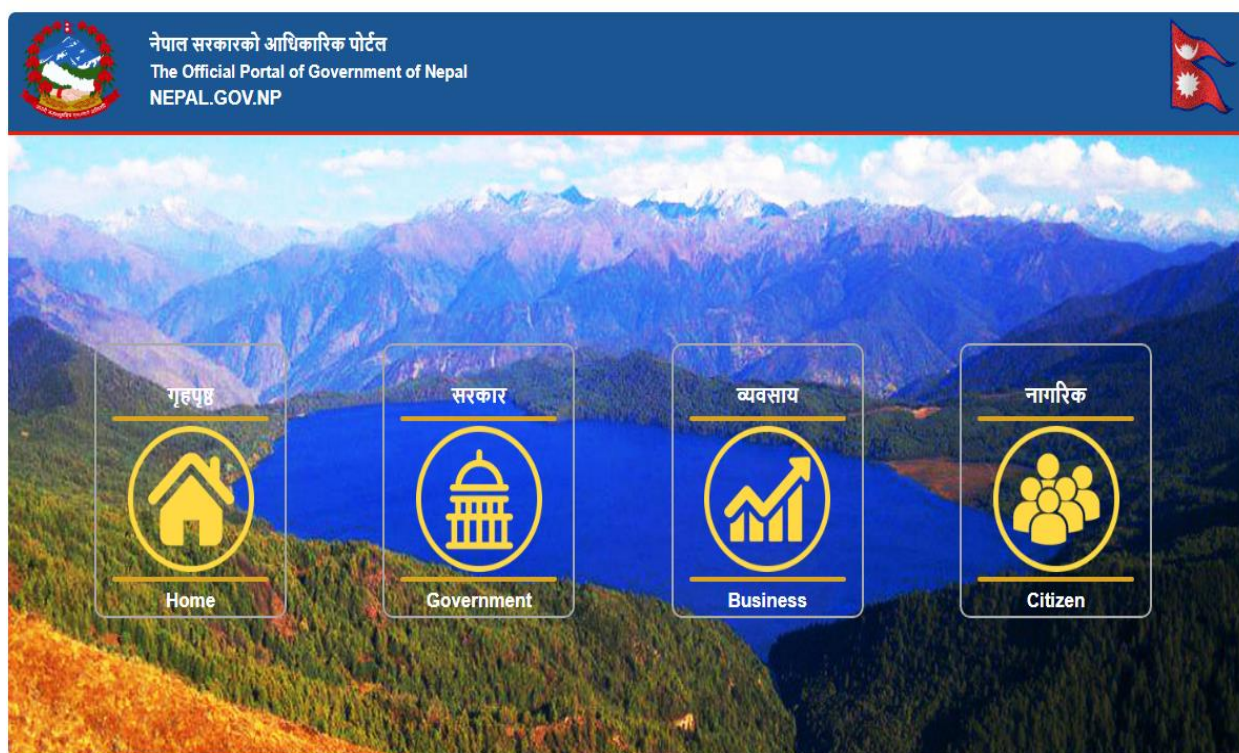 नेपाल सरकारको आधिकारिक पोर्टल
The Official Portal of Government of Nepal
NEPAL.GOV.NP
गृहपृष्ठ
सरकार
व्यवसाय
नागरिक
Home
Government
Business
Citizen